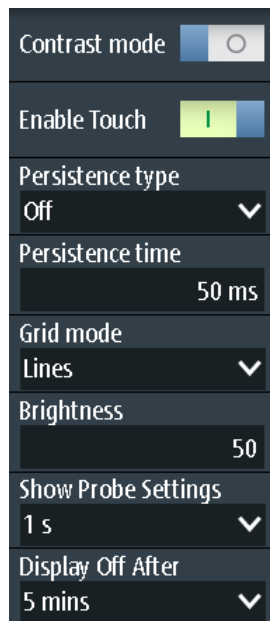 Contrast mode
Enable Touch
Persistence type
Off
Persistence time
50 ms
Grid mode
Lines
Brightness
50
Show Probe Settings
1 s
Display Off After
5 mins